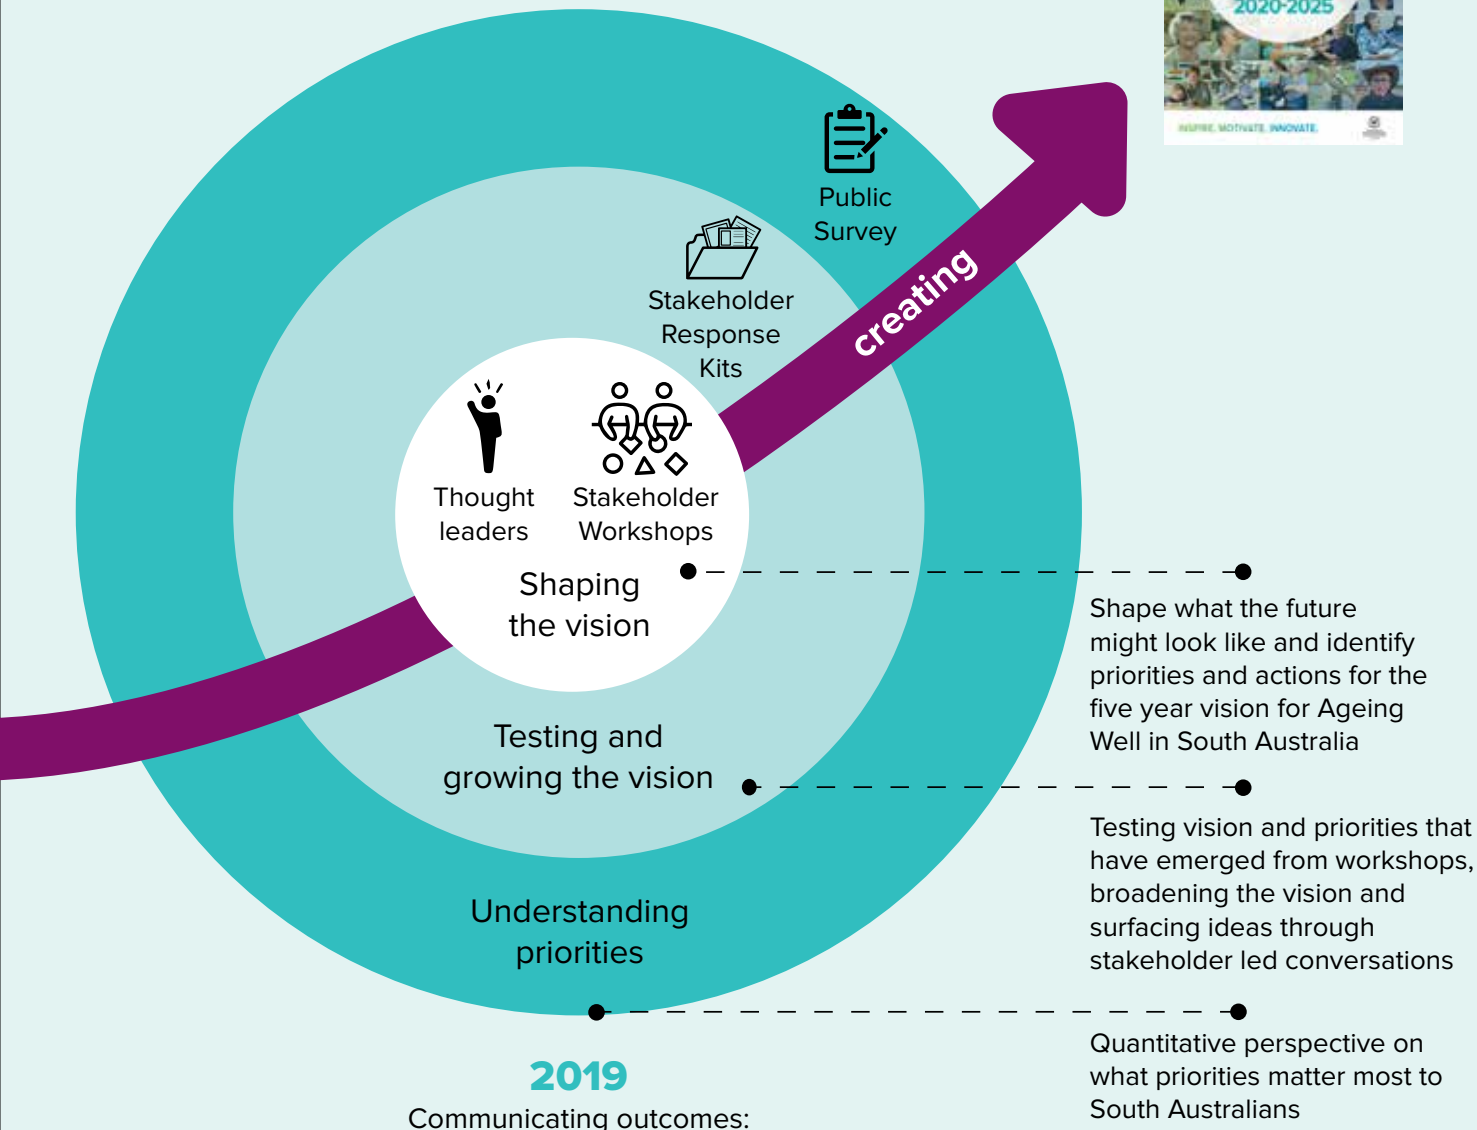 2020-2025
INSPIRE. MOTIVATE. INNOVATE.
Public
Survey
Stakeholder
Response
Kits
creating
Thought
leaders
Stakeholder
Workshops
Shaping
the vision
Shape what the future
might look like and identify
priorities and actions for the
five year vision for Ageing
Well in South Australia
Testing and
growing the vision
Testing vision and priorities that
have emerged from workshops,
broadening the vision and
surfacing ideas through
stakeholder led conversations
Understanding
priorities
Quantitative perspective on
what priorities matter most to
South Australians
2019
Communicating outcomes: